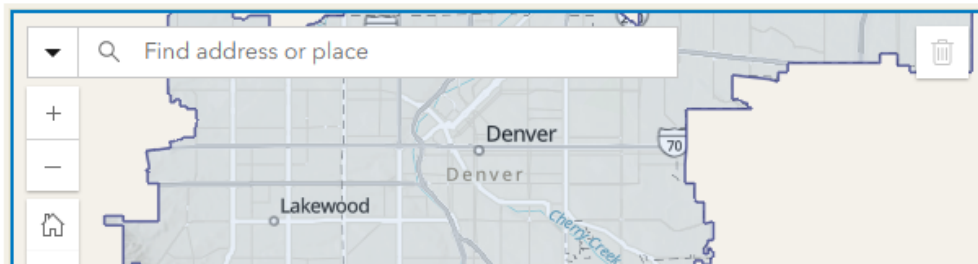 Find address or place
Denver
70
Denver
Lakewood
Cherry Creek